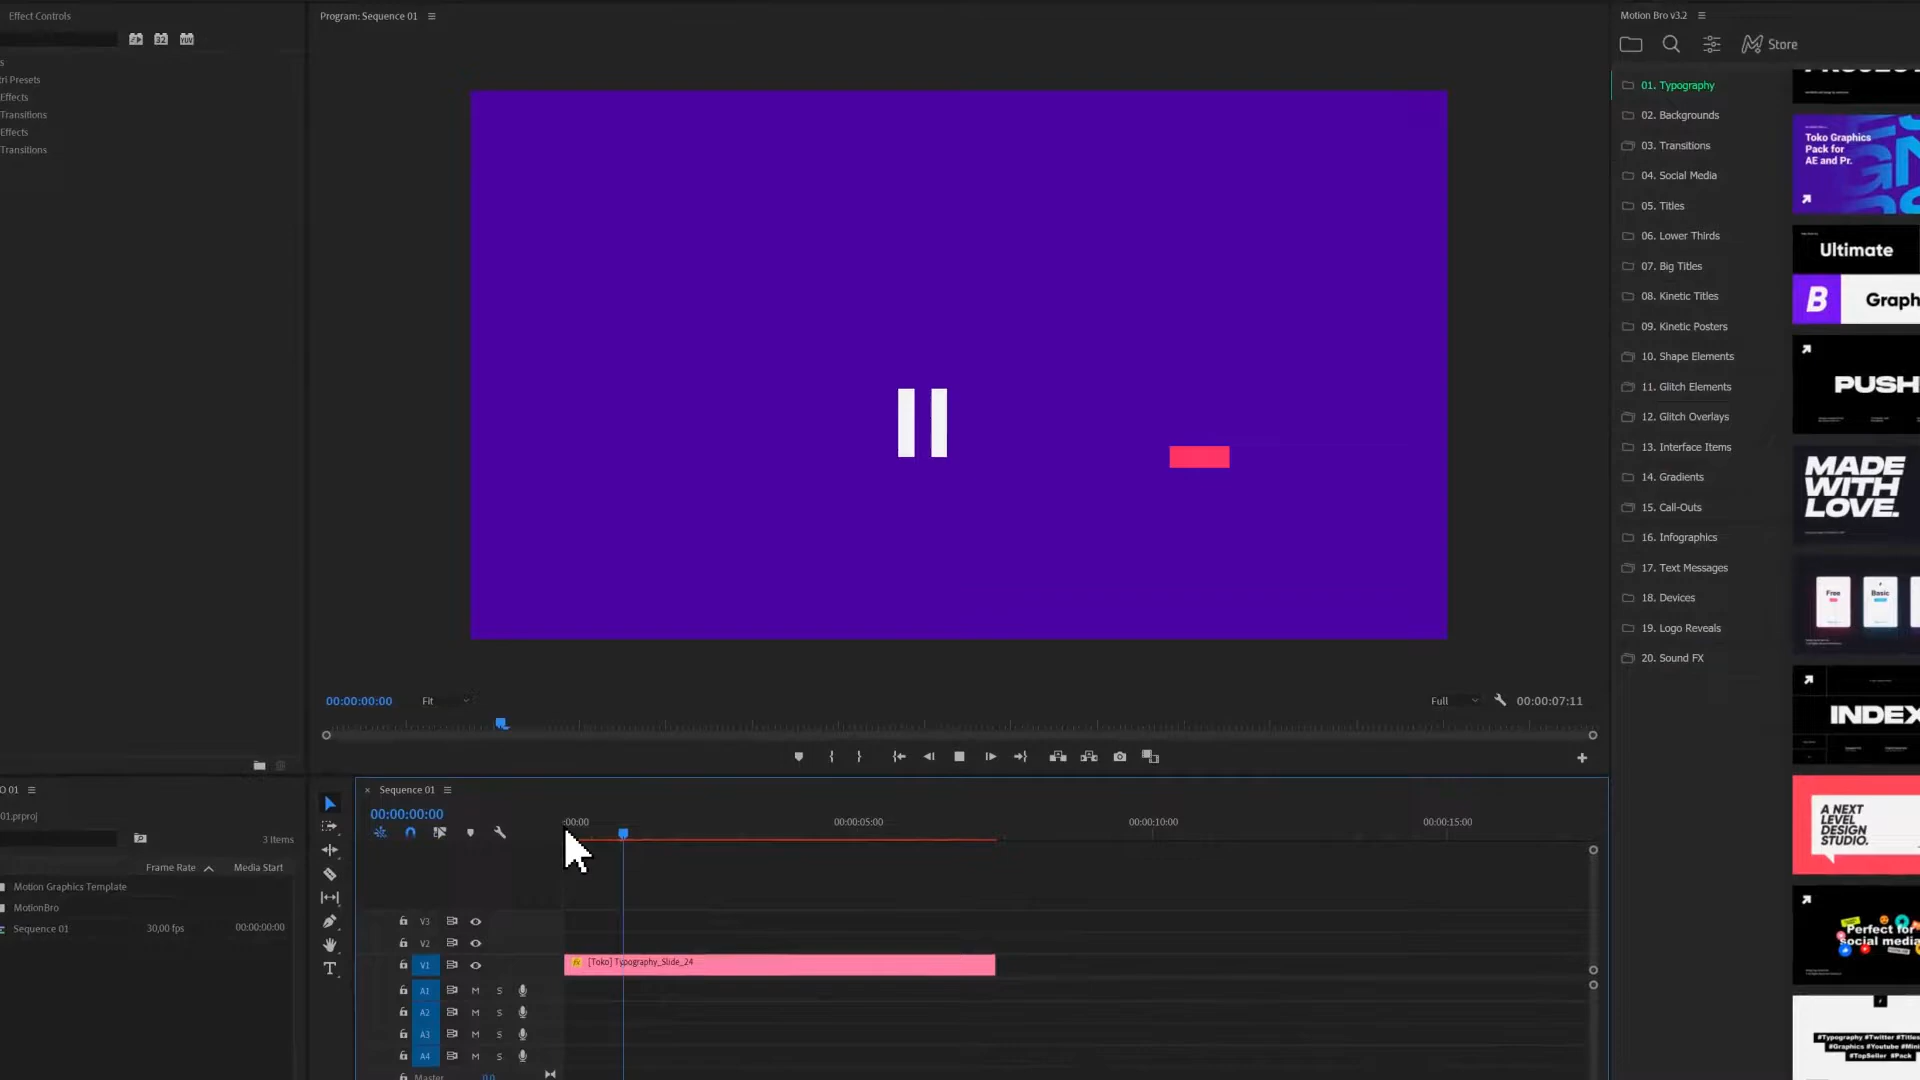 Effect Controls
Program: Sequence 01
Motion Bro v3.2
32
YUV
Store
s
tri Presets
Effects
Transitions
Effects
Transitions
01. Typography
02. Backgrounds
03. Transitions
04. Social Media
05. Titles
06. Lower Thirds
07. Big Titles
08. Kinetic Titles
09. Kinetic Posters
10. Shape Elements
11. Glitch Elements
12. Glitch Overlays
13. Interface Items
14. Gradients
15. Call-Outs
16. Infographics
17. Text Messages
18. Devices
19. Logo Reveals
20. Sound FX
Toko Graphics
Pack for
AE and Pr.
Ultimate
B Graph
PUSH
MADE
WITH
LOVE.
Free
Basic
INDEX
A NEXT
LEVEL
DESIGN
STUDIO.
Perfect for
social media
#Typography #Twitter #Titles
#Graphics #Youtube #Mini
#TopSeller #Pack
00:00:00:00
Fit
Full
00:00:07:11
O 01
01.prproj
3 Items
Frame Rate
Media Start
Motion Graphics Template
MotionBro
Sequence 01
30,00 fps
00:00:00:00
× Sequence 01
00:00:00:00
:00:00
00:00:05:00
00:00:10:00
00:00:15:00
V3
V2
V1
fx [Toko] Typography_Slide_24
A1 M S
A2 M S
A3 M S
A4 M S
Master 0,0